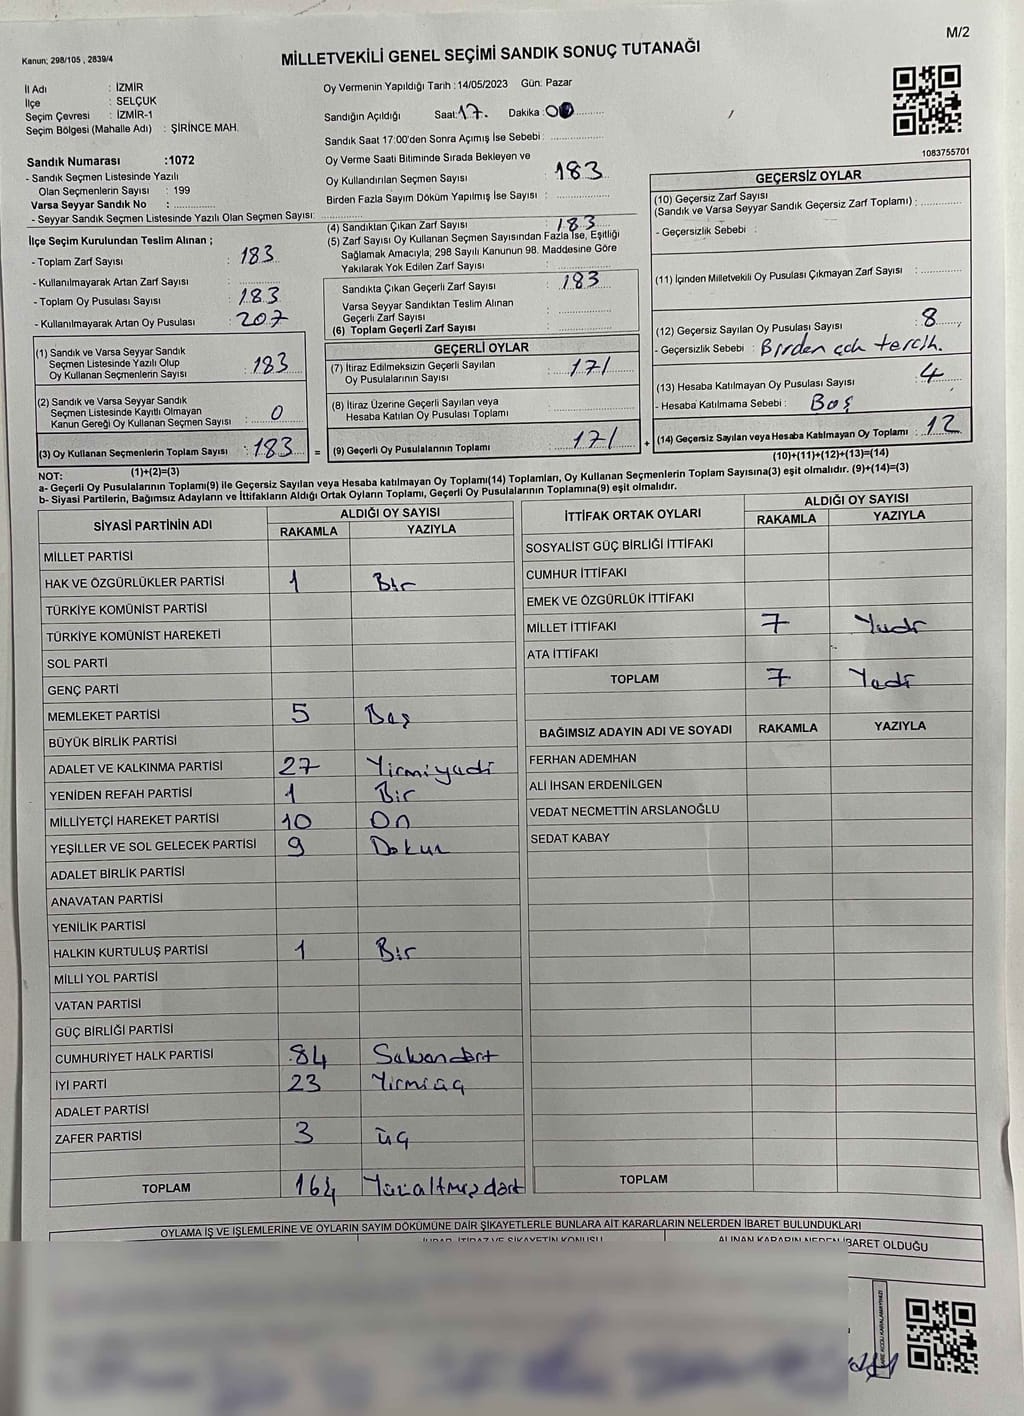 M/2
Kanun; 298/105 , 2839/4
MİLLETVEKİLİ GENEL SEÇİMİ SANDIK SONUÇ TUTANAĞI
İl Adı : İZMİR
İlçe : SELÇUK
Seçim Çevresi : İZMİR-1
Seçim Bölgesi (Mahalle Adı) : ŞİRİNCE MAH.
Oy Vermenin Yapıldığı Tarih : 14/05/2023 Gün: Pazar
Sandığın Açıldığı Saat: 17. Dakika : 00
Sandık Saat 17:00'den Sonra Açımış İse Sebebi :
Sandık Numarası :1072
- Sandık Seçmen Listesinde Yazılı
Olan Seçmenlerin Sayısı : 199
Varsa Seyyar Sandık No :
- Seyyar Sandık Seçmen Listesinde Yazılı Olan Seçmen Sayısı:
Oy Verme Saati Bitiminde Sırada Bekleyen ve
Oy Kullandırılan Seçmen Sayısı : 183
Birden Fazla Sayım Döküm Yapılmış İse Sayısı :
1083755701
İlçe Seçim Kurulundan Teslim Alınan ;
- Toplam Zarf Sayısı : 183
- Kullanılmayarak Artan Zarf Sayısı :
- Toplam Oy Pusulası Sayısı : 183
- Kullanılmayarak Artan Oy Pusulası : 207
(1) Sandık ve Varsa Seyyar Sandık
Seçmen Listesinde Yazılı Olup
Oy Kullanan Seçmenlerin Sayısı : 183
(2) Sandık ve Varsa Seyyar Sandık
Seçmen Listesinde Kayıtlı Olmayan
Kanun Gereği Oy Kullanan Seçmen Sayısı : 0
(3) Oy Kullanan Seçmenlerin Toplam Sayısı : 183 =
(1)+(2)=(3)
(4) Sandıktan Çıkan Zarf Sayısı : 183
(5) Zarf Sayısı Oy Kullanan Seçmen Sayısından Fazla İse, Eşitliği
Sağlamak Amacıyla; 298 Sayılı Kanunun 98. Maddesine Göre
Yakılarak Yok Edilen Zarf Sayısı :
Sandıkta Çıkan Geçerli Zarf Sayısı : 183
Varsa Seyyar Sandıktan Teslim Alınan
Geçerli Zarf Sayısı :
(6) Toplam Geçerli Zarf Sayısı :
GEÇERLİ OYLAR
(7) İtiraz Edilmeksizin Geçerli Sayılan
Oy Pusulalarının Sayısı : 171
(8) İtiraz Üzerine Geçerli Sayılan veya
Hesaba Katılan Oy Pusulası Toplamı :
(9) Geçerli Oy Pusulalarının Toplamı : 171 +
GEÇERSİZ OYLAR
(10) Geçersiz Zarf Sayısı
(Sandık ve Varsa Seyyar Sandık Geçersiz Zarf Toplamı) :
- Geçersizlik Sebebi :
(11) İçinden Milletvekili Oy Pusulası Çıkmayan Zarf Sayısı :
(12) Geçersiz Sayılan Oy Pusulası Sayısı : 8
- Geçersizlik Sebebi : Birden çok tercih.
(13) Hesaba Katılmayan Oy Pusulası Sayısı : 4
- Hesaba Katılmama Sebebi : Boş
(14) Geçersiz Sayılan veya Hesaba Katılmayan Oy Toplamı : 12
(10)+(11)+(12)+(13)=(14)
NOT:
a- Geçerli Oy Pusulalarının Toplamı(9) ile Geçersiz Sayılan veya Hesaba Katılmayan Oy Toplamı(14) Toplamları, Oy Kullanan Seçmenlerin Toplam Sayısına(3) eşit olmalıdır. (9)+(14)=(3)
b- Siyasi Partilerin, Bağımsız Adayların ve İttifakların Aldığı Ortak Oyların Toplamı, Geçerli Oy Pusulalarının Toplamına(9) eşit olmalıdır.
SİYASİ PARTİNİN ADI
ALDIĞI OY SAYISI
RAKAMLA YAZIYLA
MİLLET PARTİSİ
HAK VE ÖZGÜRLÜKLER PARTİSİ 1 Bir
TÜRKİYE KOMÜNİST PARTİSİ
TÜRKİYE KOMÜNİST HAREKETİ
SOL PARTİ
GENÇ PARTİ
MEMLEKET PARTİSİ 5 Beş
BÜYÜK BİRLİK PARTİSİ
ADALET VE KALKINMA PARTİSİ 27 Yirmiyedi
YENİDEN REFAH PARTİSİ 1 Bir
MİLLİYETÇİ HAREKET PARTİSİ 10 On
YEŞİLLER VE SOL GELECEK PARTİSİ 9 Dokuz
ADALET BİRLİK PARTİSİ
ANAVATAN PARTİSİ
YENİLİK PARTİSİ
HALKIN KURTULUŞ PARTİSİ 1 Bir
MİLLİ YOL PARTİSİ
VATAN PARTİSİ
GÜÇ BİRLİĞİ PARTİSİ
CUMHURİYET HALK PARTİSİ 84 Seksendört
İYİ PARTİ 23 Yirmiüç
ADALET PARTİSİ
ZAFER PARTİSİ 3 üç
TOPLAM 164 Yüzaltmışdört
İTTİFAK ORTAK OYLARI
ALDIĞI OY SAYISI
RAKAMLA YAZIYLA
SOSYALİST GÜÇ BİRLİĞİ İTTİFAKI
CUMHUR İTTİFAKI
EMEK VE ÖZGÜRLÜK İTTİFAKI
MİLLET İTTİFAKI 7 Yedi
ATA İTTİFAKI
TOPLAM 7 Yedi
BAĞIMSIZ ADAYIN ADI VE SOYADI RAKAMLA YAZIYLA
FERHAN ADEMHAN
ALİ İHSAN ERDENİLGEN
VEDAT NECMETTİN ARSLANOĞLU
SEDAT KABAY
TOPLAM
OYLAMA İŞ VE İŞLEMLERİNE VE OYLARIN SAYIM DÖKÜMÜNE DAİR ŞİKAYETLERLE BUNLARA AİT KARARLARIN NELERDEN İBARET BULUNDUKLARI
İHBAR, İTİRAZ VE ŞİKAYETİN KONUSU
ALINAN KARARIN NEDEN İBARET OLDUĞU